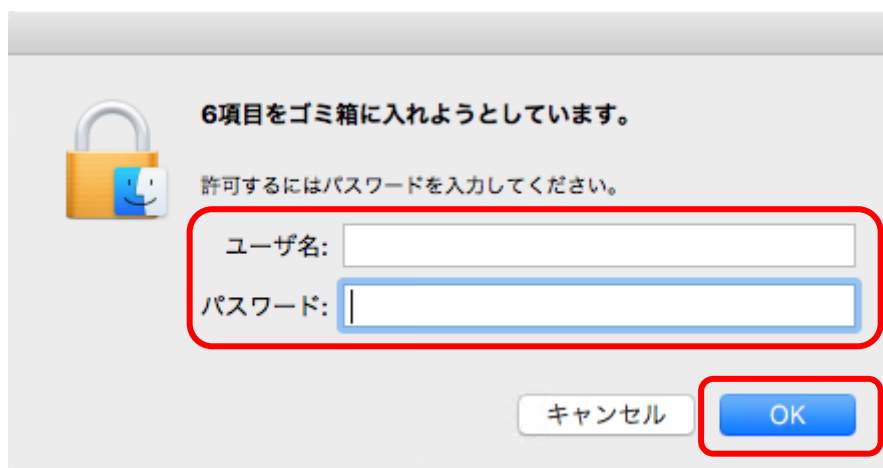 6項目をゴミ箱に入れようとしています。
許可するにはパスワードを入力してください。
ユーザ名:
パスワード:
キャンセル
OK